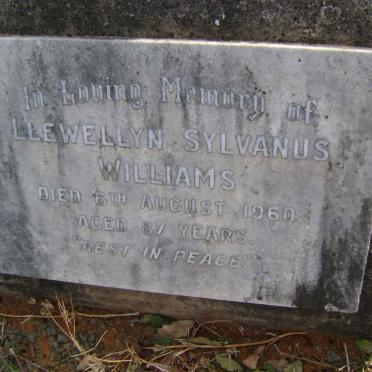 In Loving Memory of
LLEWELLYN SYLVANUS
WILLIAMS
DIED 6TH AUGUST 1960
AGED 87 YEARS.
"REST IN PEACE."